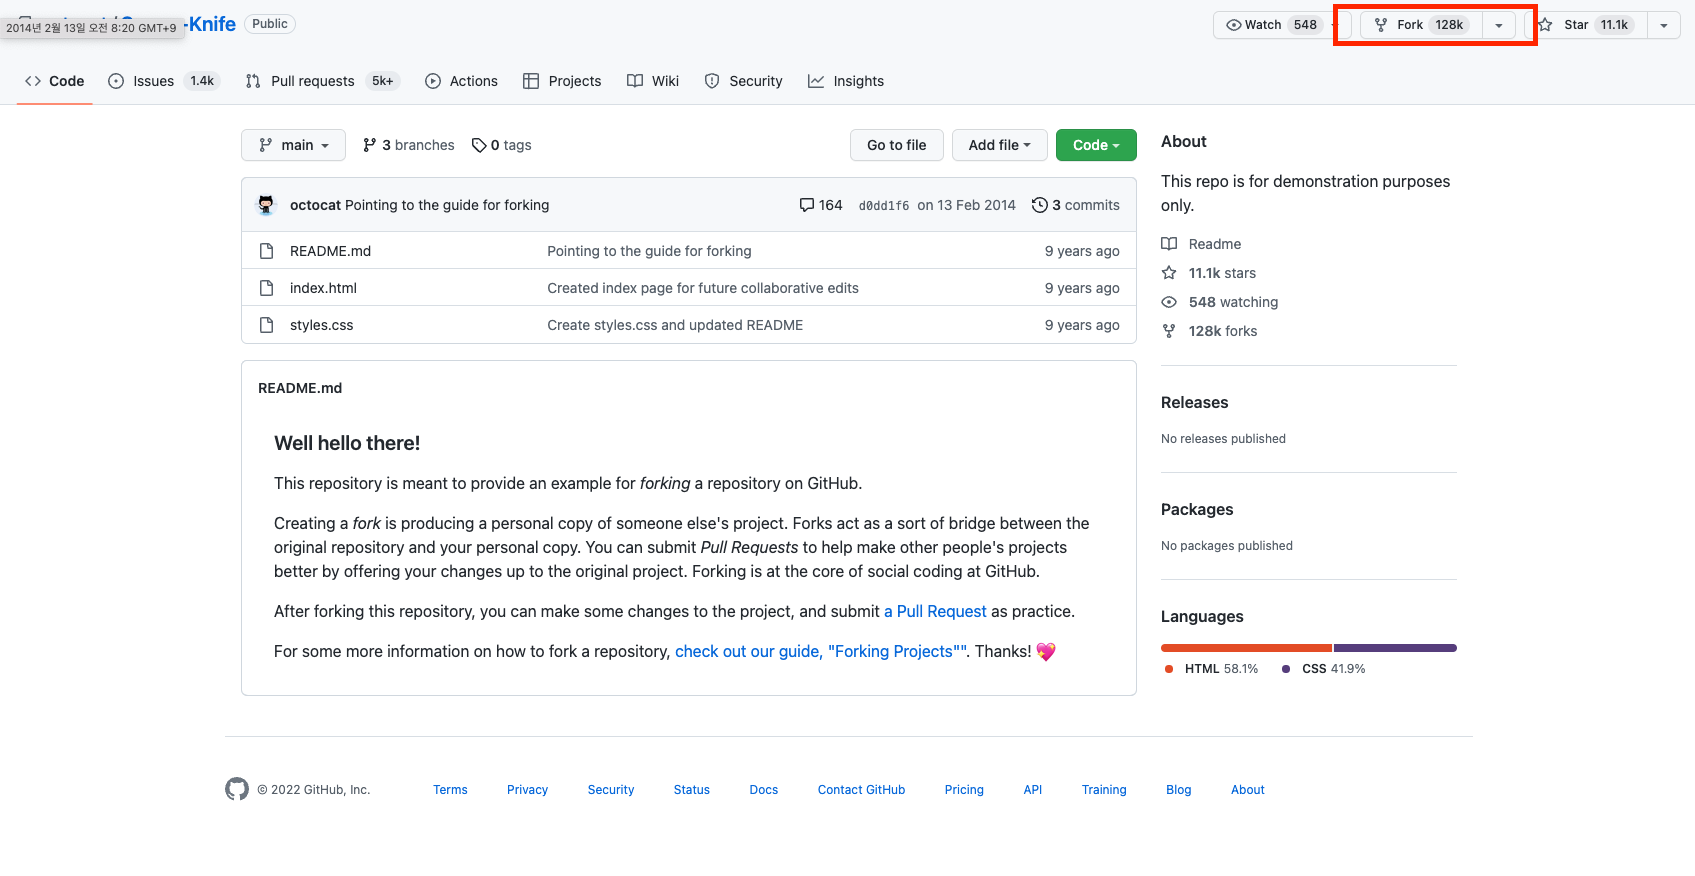 -Knife Public
2014년 2월 13일 오전 8:20 GMT+9
Watch 548
Fork 128k
Star 11.1k
Code
Issues 1.4k
Pull requests 5k+
Actions
Projects
Wiki
Security
Insights
main
3 branches
0 tags
Go to file
Add file
Code
octocat Pointing to the guide for forking
164
d0dd1f6 on 13 Feb 2014
3 commits
README.md Pointing to the guide for forking 9 years ago
index.html Created index page for future collaborative edits 9 years ago
styles.css Create styles.css and updated README 9 years ago
README.md
Well hello there!
This repository is meant to provide an example for forking a repository on GitHub.
Creating a fork is producing a personal copy of someone else's project. Forks act as a sort of bridge between the
original repository and your personal copy. You can submit Pull Requests to help make other people's projects
better by offering your changes up to the original project. Forking is at the core of social coding at GitHub.
After forking this repository, you can make some changes to the project, and submit a Pull Request as practice.
For some more information on how to fork a repository, check out our guide, "Forking Projects"". Thanks! 💖
About
This repo is for demonstration purposes
only.
Readme
11.1k stars
548 watching
128k forks
Releases
No releases published
Packages
No packages published
Languages
HTML 58.1% CSS 41.9%
© 2022 GitHub, Inc.
Terms
Privacy
Security
Status
Docs
Contact GitHub
Pricing
API
Training
Blog
About